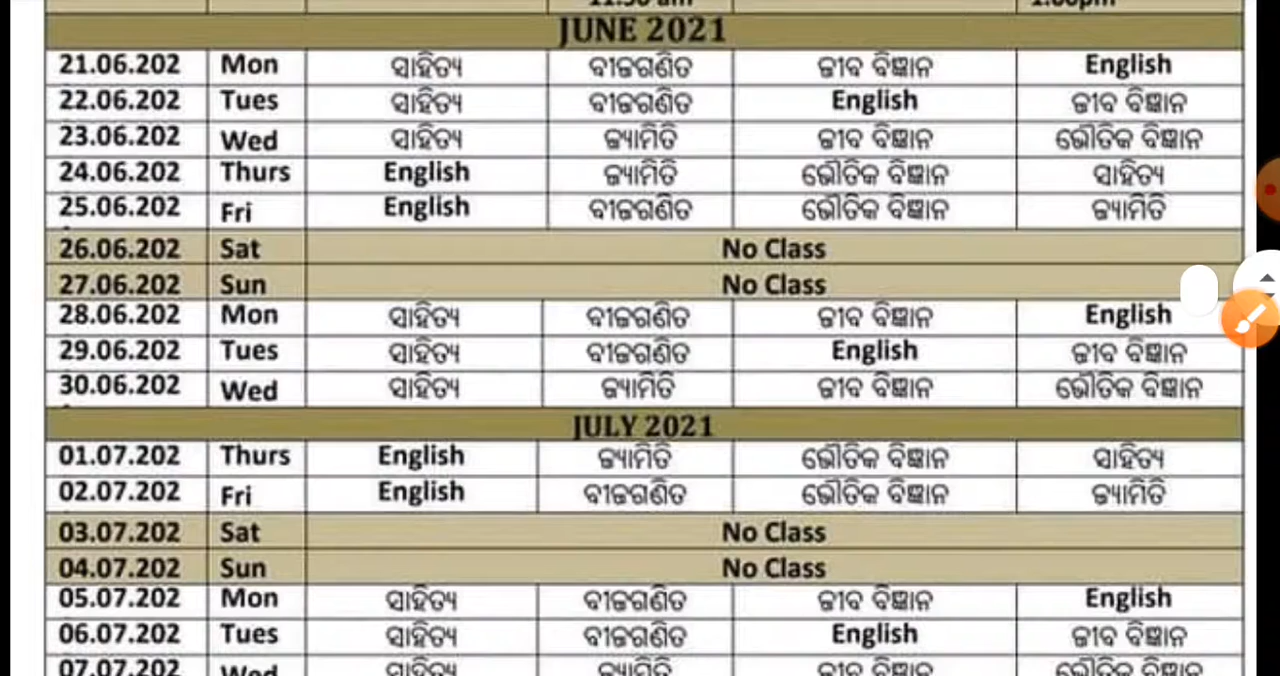 11:30 am 1:00pm
JUNE 2021
21.06.202 Mon ସାହିତ୍ୟ ବୀଜଗଣିତ ଜୀବ ବିଜ୍ଞାନ English
22.06.202 Tues ସାହିତ୍ୟ ବୀଜଗଣିତ English ଜୀବ ବିଜ୍ଞାନ
23.06.202 Wed ସାହିତ୍ୟ ଜ୍ୟାମିତି ଜୀବ ବିଜ୍ଞାନ ଭୌତିକ ବିଜ୍ଞାନ
24.06.202 Thurs English ଜ୍ୟାମିତି ଭୌତିକ ବିଜ୍ଞାନ ସାହିତ୍ୟ
25.06.202 Fri English ବୀଜଗଣିତ ଭୌତିକ ବିଜ୍ଞାନ ଜ୍ୟାମିତି
26.06.202 Sat No Class
27.06.202 Sun No Class
28.06.202 Mon ସାହିତ୍ୟ ବୀଜଗଣିତ ଜୀବ ବିଜ୍ଞାନ English
29.06.202 Tues ସାହିତ୍ୟ ବୀଜଗଣିତ English ଜୀବ ବିଜ୍ଞାନ
30.06.202 Wed ସାହିତ୍ୟ ଜ୍ୟାମିତି ଜୀବ ବିଜ୍ଞାନ ଭୌତିକ ବିଜ୍ଞାନ
JULY 2021
01.07.202 Thurs English ଜ୍ୟାମିତି ଭୌତିକ ବିଜ୍ଞାନ ସାହିତ୍ୟ
02.07.202 Fri English ବୀଜଗଣିତ ଭୌତିକ ବିଜ୍ଞାନ ଜ୍ୟାମିତି
03.07.202 Sat No Class
04.07.202 Sun No Class
05.07.202 Mon ସାହିତ୍ୟ ବୀଜଗଣିତ ଜୀବ ବିଜ୍ଞାନ English
06.07.202 Tues ସାହିତ୍ୟ ବୀଜଗଣିତ English ଜୀବ ବିଜ୍ଞାନ
07.07.202 Wed ସାହିତ୍ୟ ଜ୍ୟାମିତି ଜୀବ ବିଜ୍ଞାନ ଭୌତିକ ବିଜ୍ଞାନ